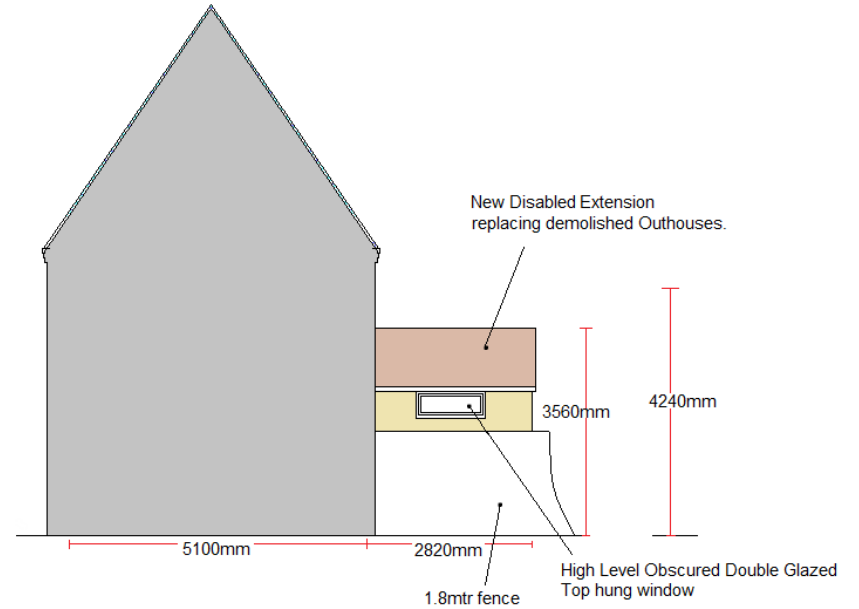 New Disabled Extension
replacing demolished Outhouses.
4240mm
3560mm
5100mm
2820mm
High Level Obscured Double Glazed
Top hung window
1.8mtr fence